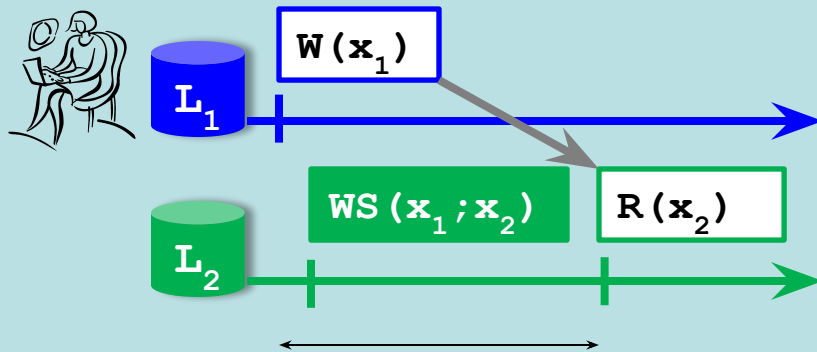 W(x₁)
L₁
WS(x₁;x₂)
R(x₂)
L₂